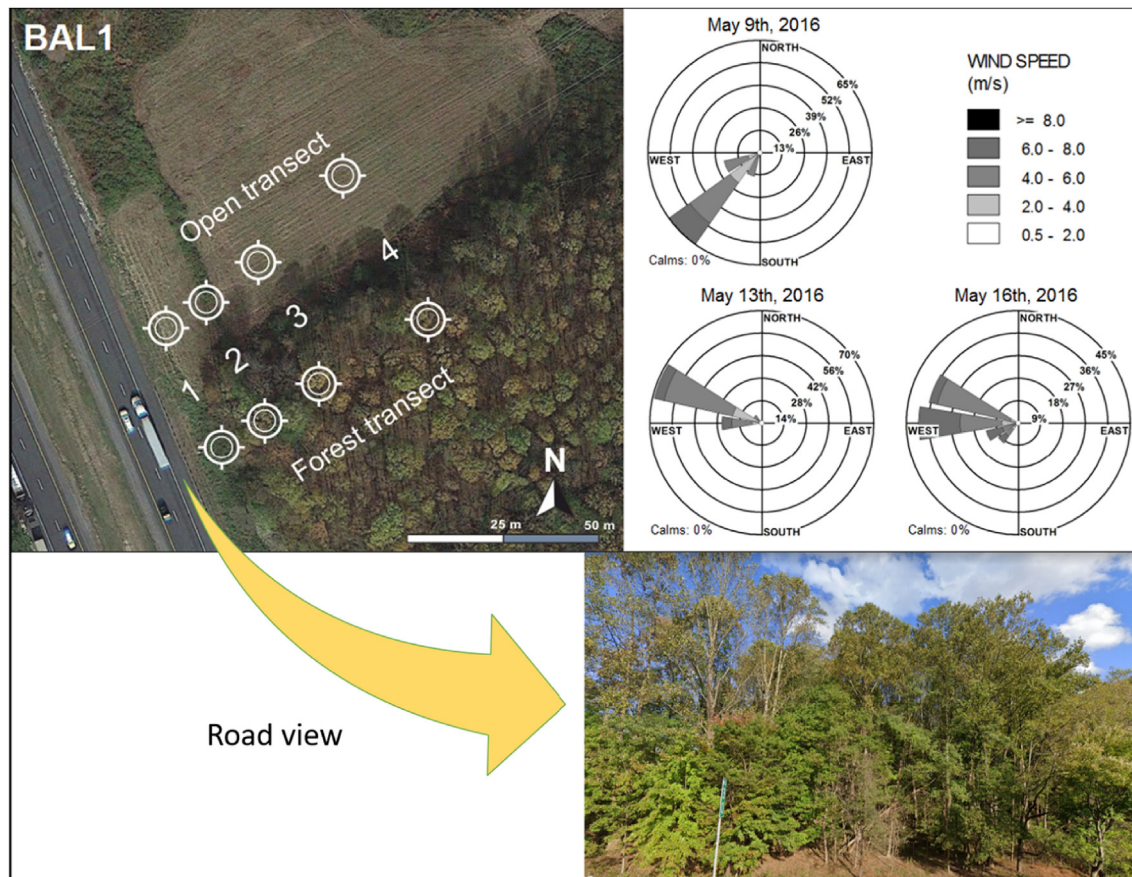 BAL1
Open transect
1
2
3
4
Forest transect
N
25 m
50 m
May 9th, 2016
NORTH
65%
52%
39%
26%
13%
WEST
EAST
SOUTH
Calms: 0%
WIND SPEED
(m/s)
>= 8.0
6.0 - 8.0
4.0 - 6.0
2.0 - 4.0
0.5 - 2.0
May 13th, 2016
NORTH
70%
56%
42%
28%
14%
WEST
EAST
SOUTH
Calms: 0%
May 16th, 2016
NORTH
45%
36%
27%
18%
9%
WEST
EAST
SOUTH
Calms: 0%
Road view